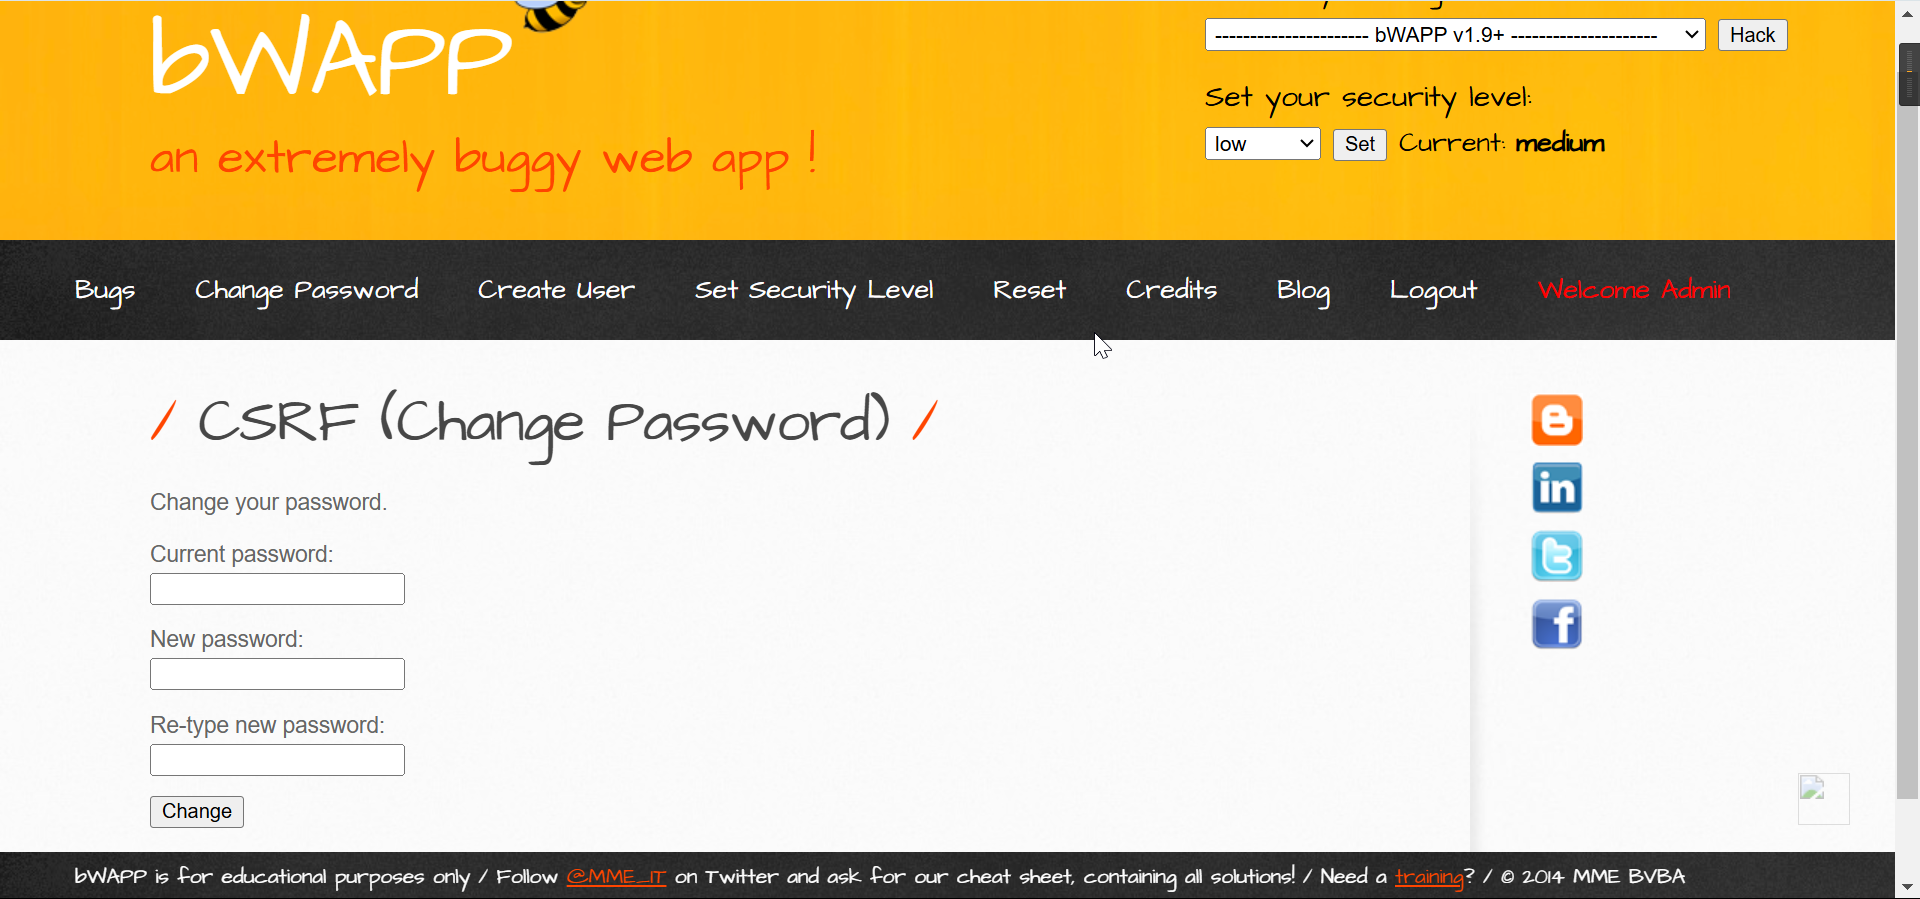 bWAPP
an extremely buggy web app !
---------------------- bWAPP v1.9+ ---------------------
Hack
Set your security level:
low
Set
Current: medium
Bugs
Change Password
Create User
Set Security Level
Reset
Credits
Blog
Logout
Welcome Admin
/ CSRF (Change Password) /
Change your password.
Current password:
New password:
Re-type new password:
Change
in
t
f
bWAPP is for educational purposes only / Follow @MME_IT on Twitter and ask for our cheat sheet, containing all solutions! / Need a training? / © 2014 MME BVBA